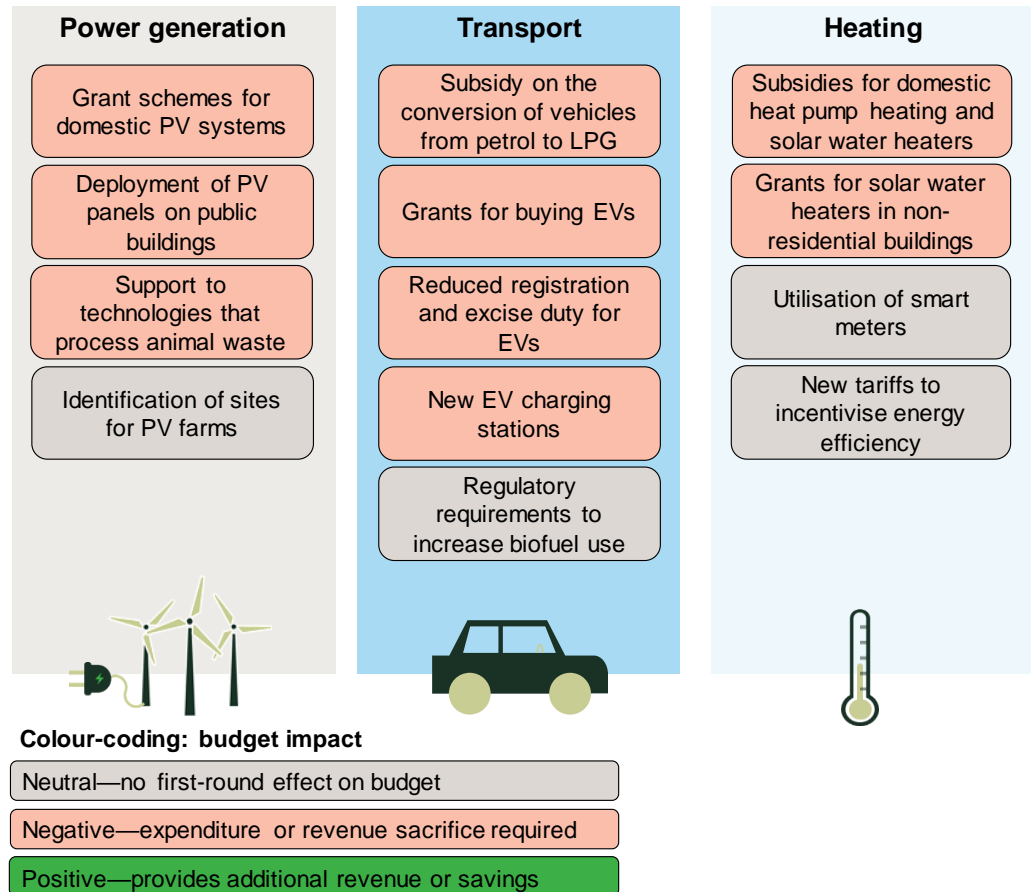 Power generation
Grant schemes for
domestic PV systems
Deployment of PV
panels on public
buildings
Support to
technologies that
process animal waste
Identification of sites
for PV farms
Transport
Subsidy on the
conversion of vehicles
from petrol to LPG
Grants for buying EVs
Reduced registration
and excise duty for
EVs
New EV charging
stations
Regulatory
requirements to
increase biofuel use
Heating
Subsidies for domestic
heat pump heating and
solar water heaters
Grants for solar water
heaters in non-
residential buildings
Utilisation of smart
meters
New tariffs to
incentivise energy
efficiency
Colour-coding: budget impact
Neutral—no first-round effect on budget
Negative—expenditure or revenue sacrifice required
Positive—provides additional revenue or savings